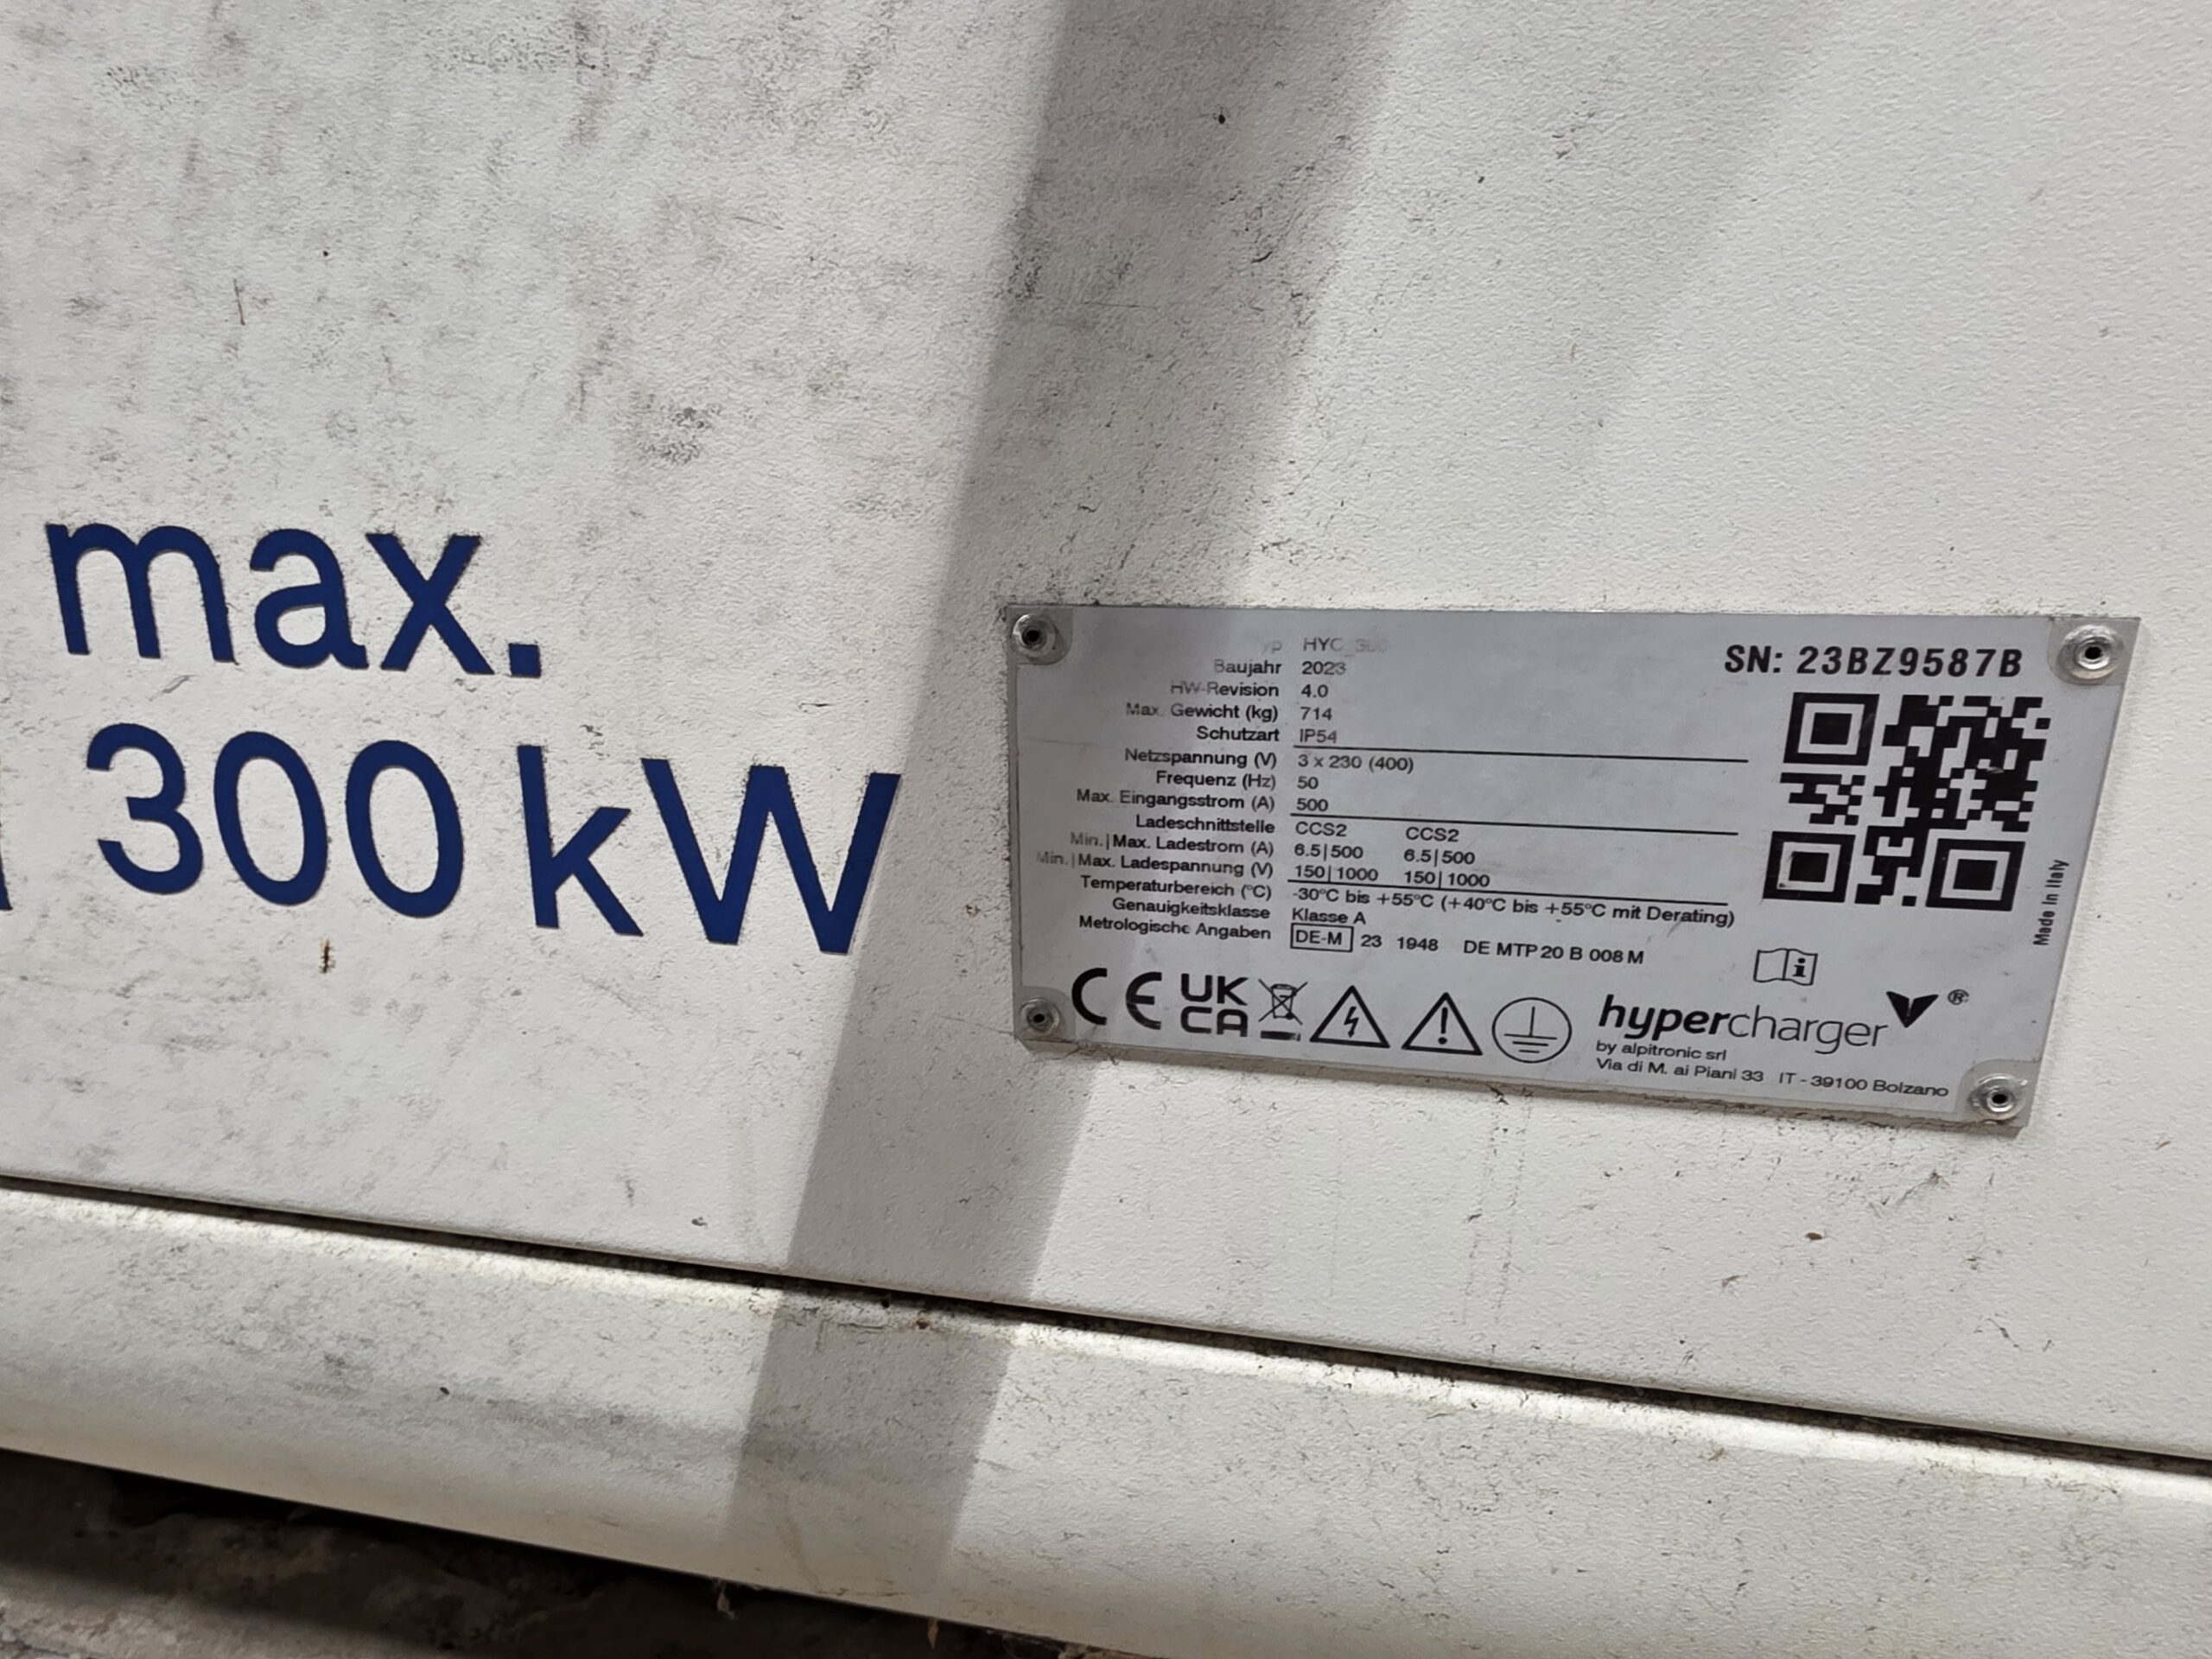 max.
300 kW
Typ HYC_300
Baujahr 2023
HW-Revision 4.0
Max. Gewicht (kg) 714
Schutzart IP54
Netzspannung (V) 3 x 230 (400)
Frequenz (Hz) 50
Max. Eingangsstrom (A) 500
Ladeschnittstelle CCS2 CCS2
Min.|Max. Ladestrom (A) 6.5|500 6.5|500
Min.|Max. Ladespannung (V) 150|1000 150|1000
Temperaturbereich (°C) -30°C bis +55°C (+40°C bis +55°C mit Derating)
Genauigkeitsklasse Klasse A
Metrologische Angaben DE-M 23 1948 DE MTP 20 B 008 M
SN: 23BZ9587B
Made in Italy
CE UK
CA
hypercharger ®
by alpitronic srl
Via di M. ai Piani 33 IT - 39100 Bolzano